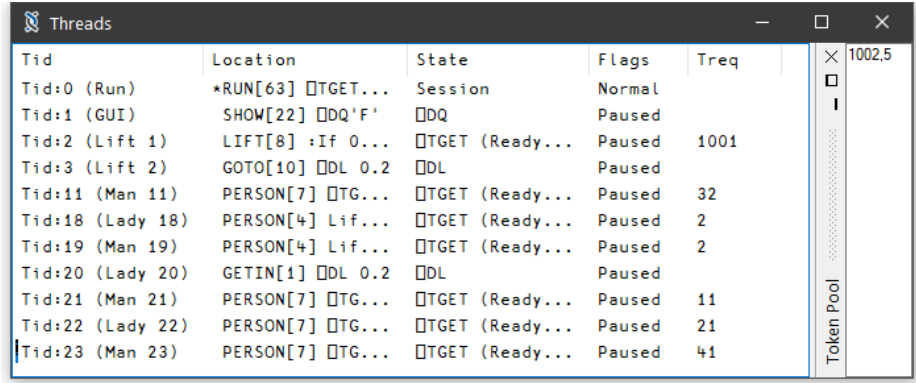 Threads
Tid Location State Flags Treq
Tid:0 (Run) *RUN[63] ⎕TGET... Session Normal
Tid:1 (GUI) SHOW[22] ⎕DQ'F' ⎕DQ Paused
Tid:2 (Lift 1) LIFT[8] :If 0... ⎕TGET (Ready... Paused 1001
Tid:3 (Lift 2) GOTO[10] ⎕DL 0.2 ⎕DL Paused
Tid:11 (Man 11) PERSON[7] ⎕TG... ⎕TGET (Ready... Paused 32
Tid:18 (Lady 18) PERSON[4] Lif... ⎕TGET (Ready... Paused 2
Tid:19 (Man 19) PERSON[4] Lif... ⎕TGET (Ready... Paused 2
Tid:20 (Lady 20) GETIN[1] ⎕DL 0.2 ⎕DL Paused
Tid:21 (Man 21) PERSON[7] ⎕TG... ⎕TGET (Ready... Paused 11
Tid:22 (Lady 22) PERSON[7] ⎕TG... ⎕TGET (Ready... Paused 21
Tid:23 (Man 23) PERSON[7] ⎕TG... ⎕TGET (Ready... Paused 41
Token Pool
1002,5